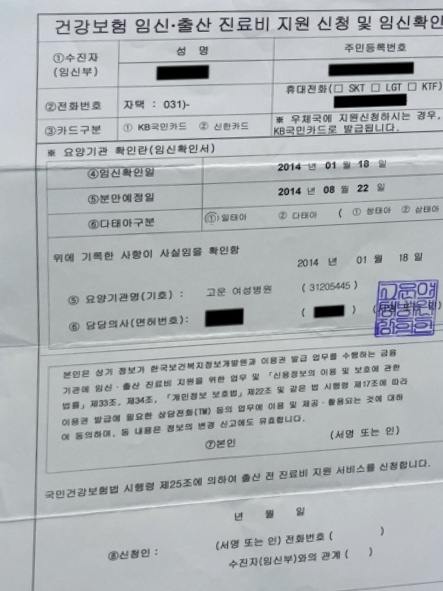 건강보험 임신·출산 진료비 지원 신청 및 임신확인
①수진자
(임신부)
성 명
주민등록번호
②전화번호
자택 : 031)-
휴대전화(□ SKT □ LGT □ KTF)
③카드구분
① KB국민카드 ② 신한카드
※ 우체국에 지원신청하시는 경우,
KB국민카드로 발급됩니다.
※ 요양기관 확인란(임신확인서)
④임신확인일
2014 년 01 월 18 일
⑤분만예정일
2014 년 08 월 22 일
⑥다태아구분
①일태아 ② 다태아 ( ① 쌍태아 ② 삼태아
위에 기록한 사항이 사실임을 확인함
2014 년 01 월 18 일
⑤ 요양기관명(기호) : 고운 여성병원 ( 31205445 )
⑥ 담당의사(면허번호): ( )
본인은 상기 정보가 한국보건복지정보개발원과 이용권 발급 업무를 수행하는 금융
기관에 임신·출산 진료비 지원을 위한 업무 및 「신용정보의 이용 및 보호에 관한
법률」제33조, 제34조, 「개인정보 보호법」제22조 및 같은 법 시행령 제17조에 따라
이용권 발급에 필요한 상담전화(TM) 등의 업무에 이용 및 제공·활용되는 것에 대하
여 동의하며, 동 내용은 정보의 변경 신고에도 유효합니다.
⑦본인 (서명 또는 인)
국민건강보험법 시행령 제25조에 의하여 출산 전 진료비 지원 서비스를 신청합니다.
년 월 일
⑧신청인 : (서명 또는 인) 전화번호 ( )
수진자(임신부)와의 관계 ( )